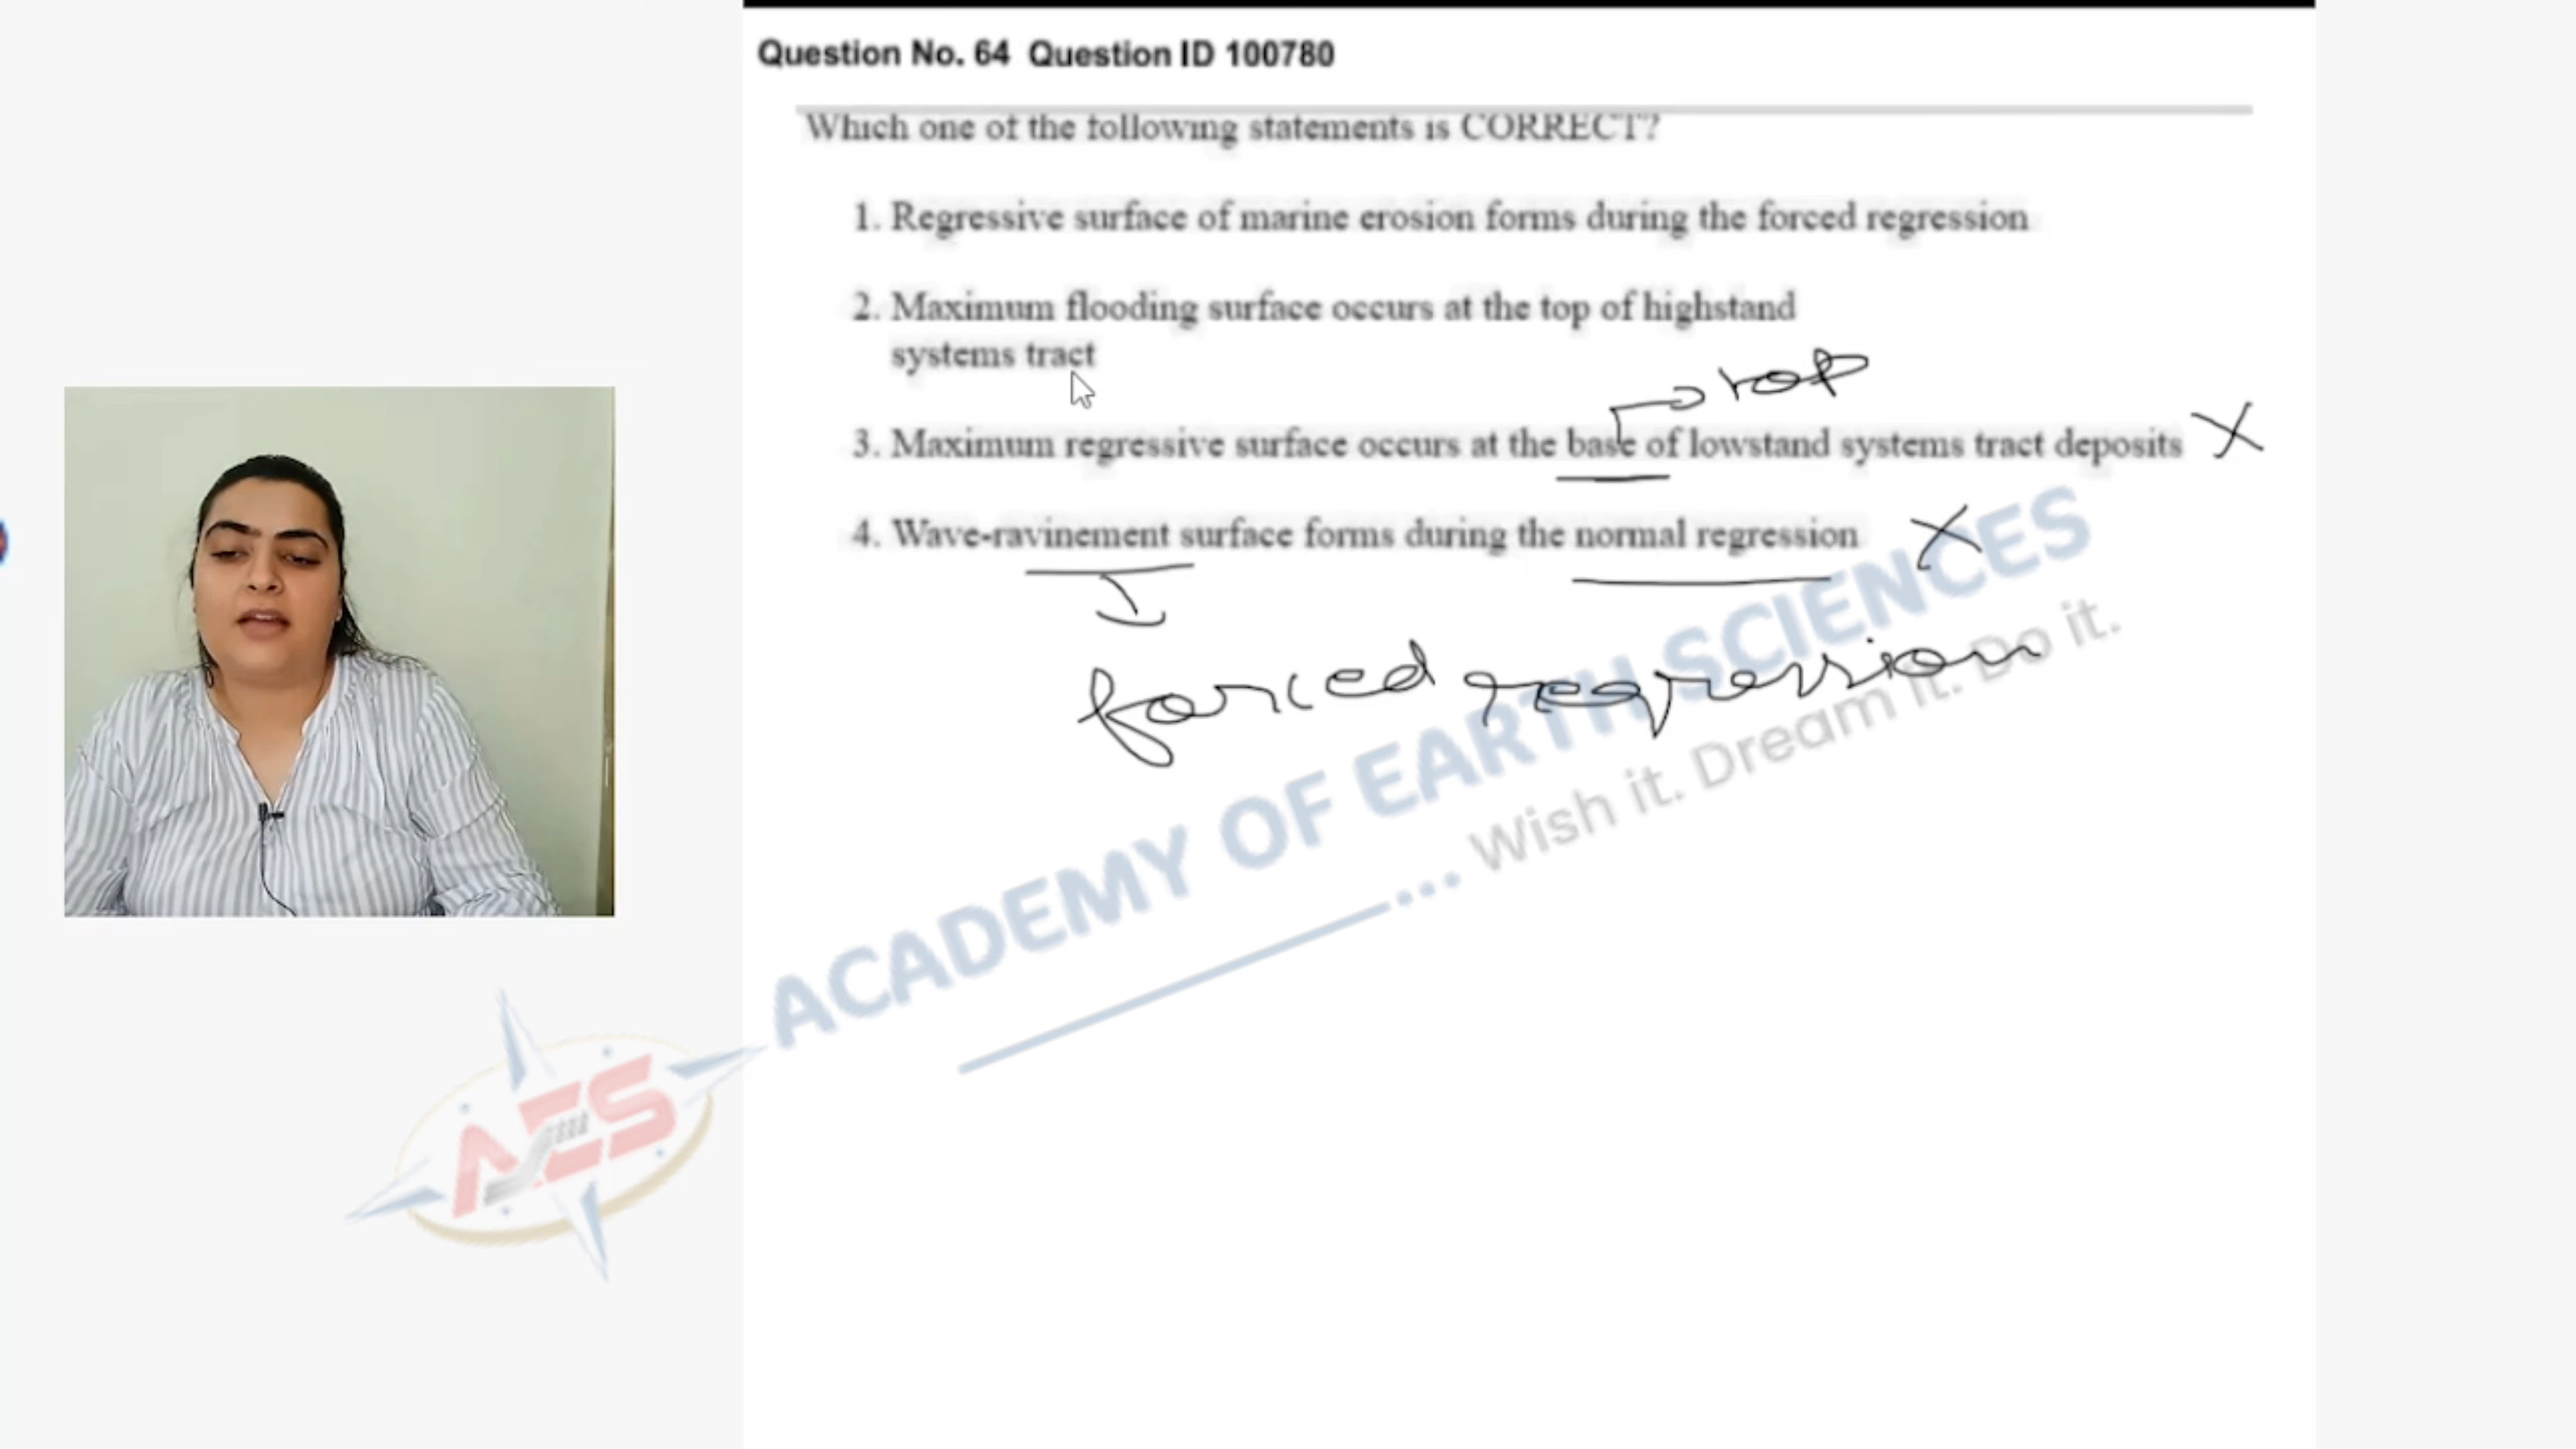 Question No. 64 Question ID 100780
Which one of the following statements is CORRECT?
1. Regressive surface of marine erosion forms during the forced regression
2. Maximum flooding surface occurs at the top of highstand
systems tract
top
3. Maximum regressive surface occurs at the base of lowstand systems tract deposits X
4. Wave-ravinement surface forms during the normal regression X
forced regression
ACADEMY OF EARTH SCIENCES
... Wish it. Dream it. Do it.
AES